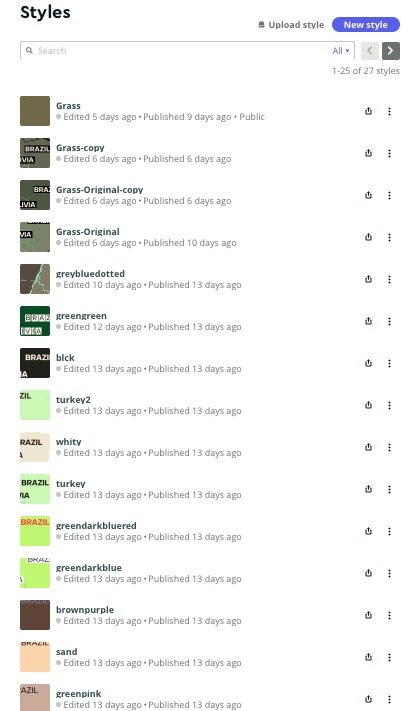 Styles
Upload style
New style
Search
All
1-25 of 27 styles
Grass
Edited 5 days ago • Published 9 days ago • Public
BRAZIL
IVIA
Grass-copy
Edited 6 days ago • Published 6 days ago
BRAZ
LIVIA
Grass-Original-copy
Edited 6 days ago • Published 6 days ago
VIA
Grass-Original
Edited 6 days ago • Published 10 days ago
greybluedotted
Edited 10 days ago • Published 13 days ago
BRAZ
IVIA
greengreen
Edited 12 days ago • Published 13 days ago
BRAZI
IA
blck
Edited 13 days ago • Published 13 days ago
ZIL
turkey2
Edited 13 days ago • Published 13 days ago
RAZIL
A
whity
Edited 13 days ago • Published 13 days ago
BRAZIL
IA
turkey
Edited 13 days ago • Published 13 days ago
BRAZIL
greendarkbluered
Edited 13 days ago • Published 13 days ago
BRAZ
A
greendarkblue
Edited 13 days ago • Published 13 days ago
BRAZIL
brownpurple
Edited 13 days ago • Published 13 days ago
BRAZIL
sand
Edited 13 days ago • Published 13 days ago
AZIL
greenpink
Edited 13 days ago • Published 13 days ago